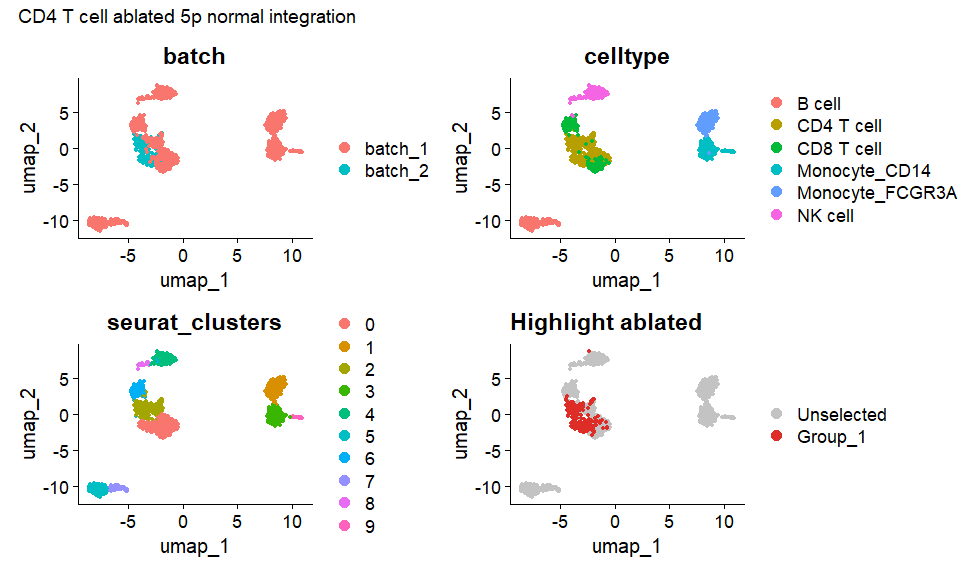 CD4 T cell ablated 5p normal integration
batch
umap_2
5
0
-5
-10
-5
0
5
10
umap_1
batch_1
batch_2
celltype
umap_2
5
0
-5
-10
-5
0
5
10
umap_1
B cell
CD4 T cell
CD8 T cell
Monocyte_CD14
Monocyte_FCGR3A
NK cell
seurat_clusters
umap_2
5
0
-5
-10
-5
0
5
10
umap_1
0
1
2
3
4
5
6
7
8
9
Highlight ablated
umap_2
5
0
-5
-10
-5
0
5
10
umap_1
Unselected
Group_1